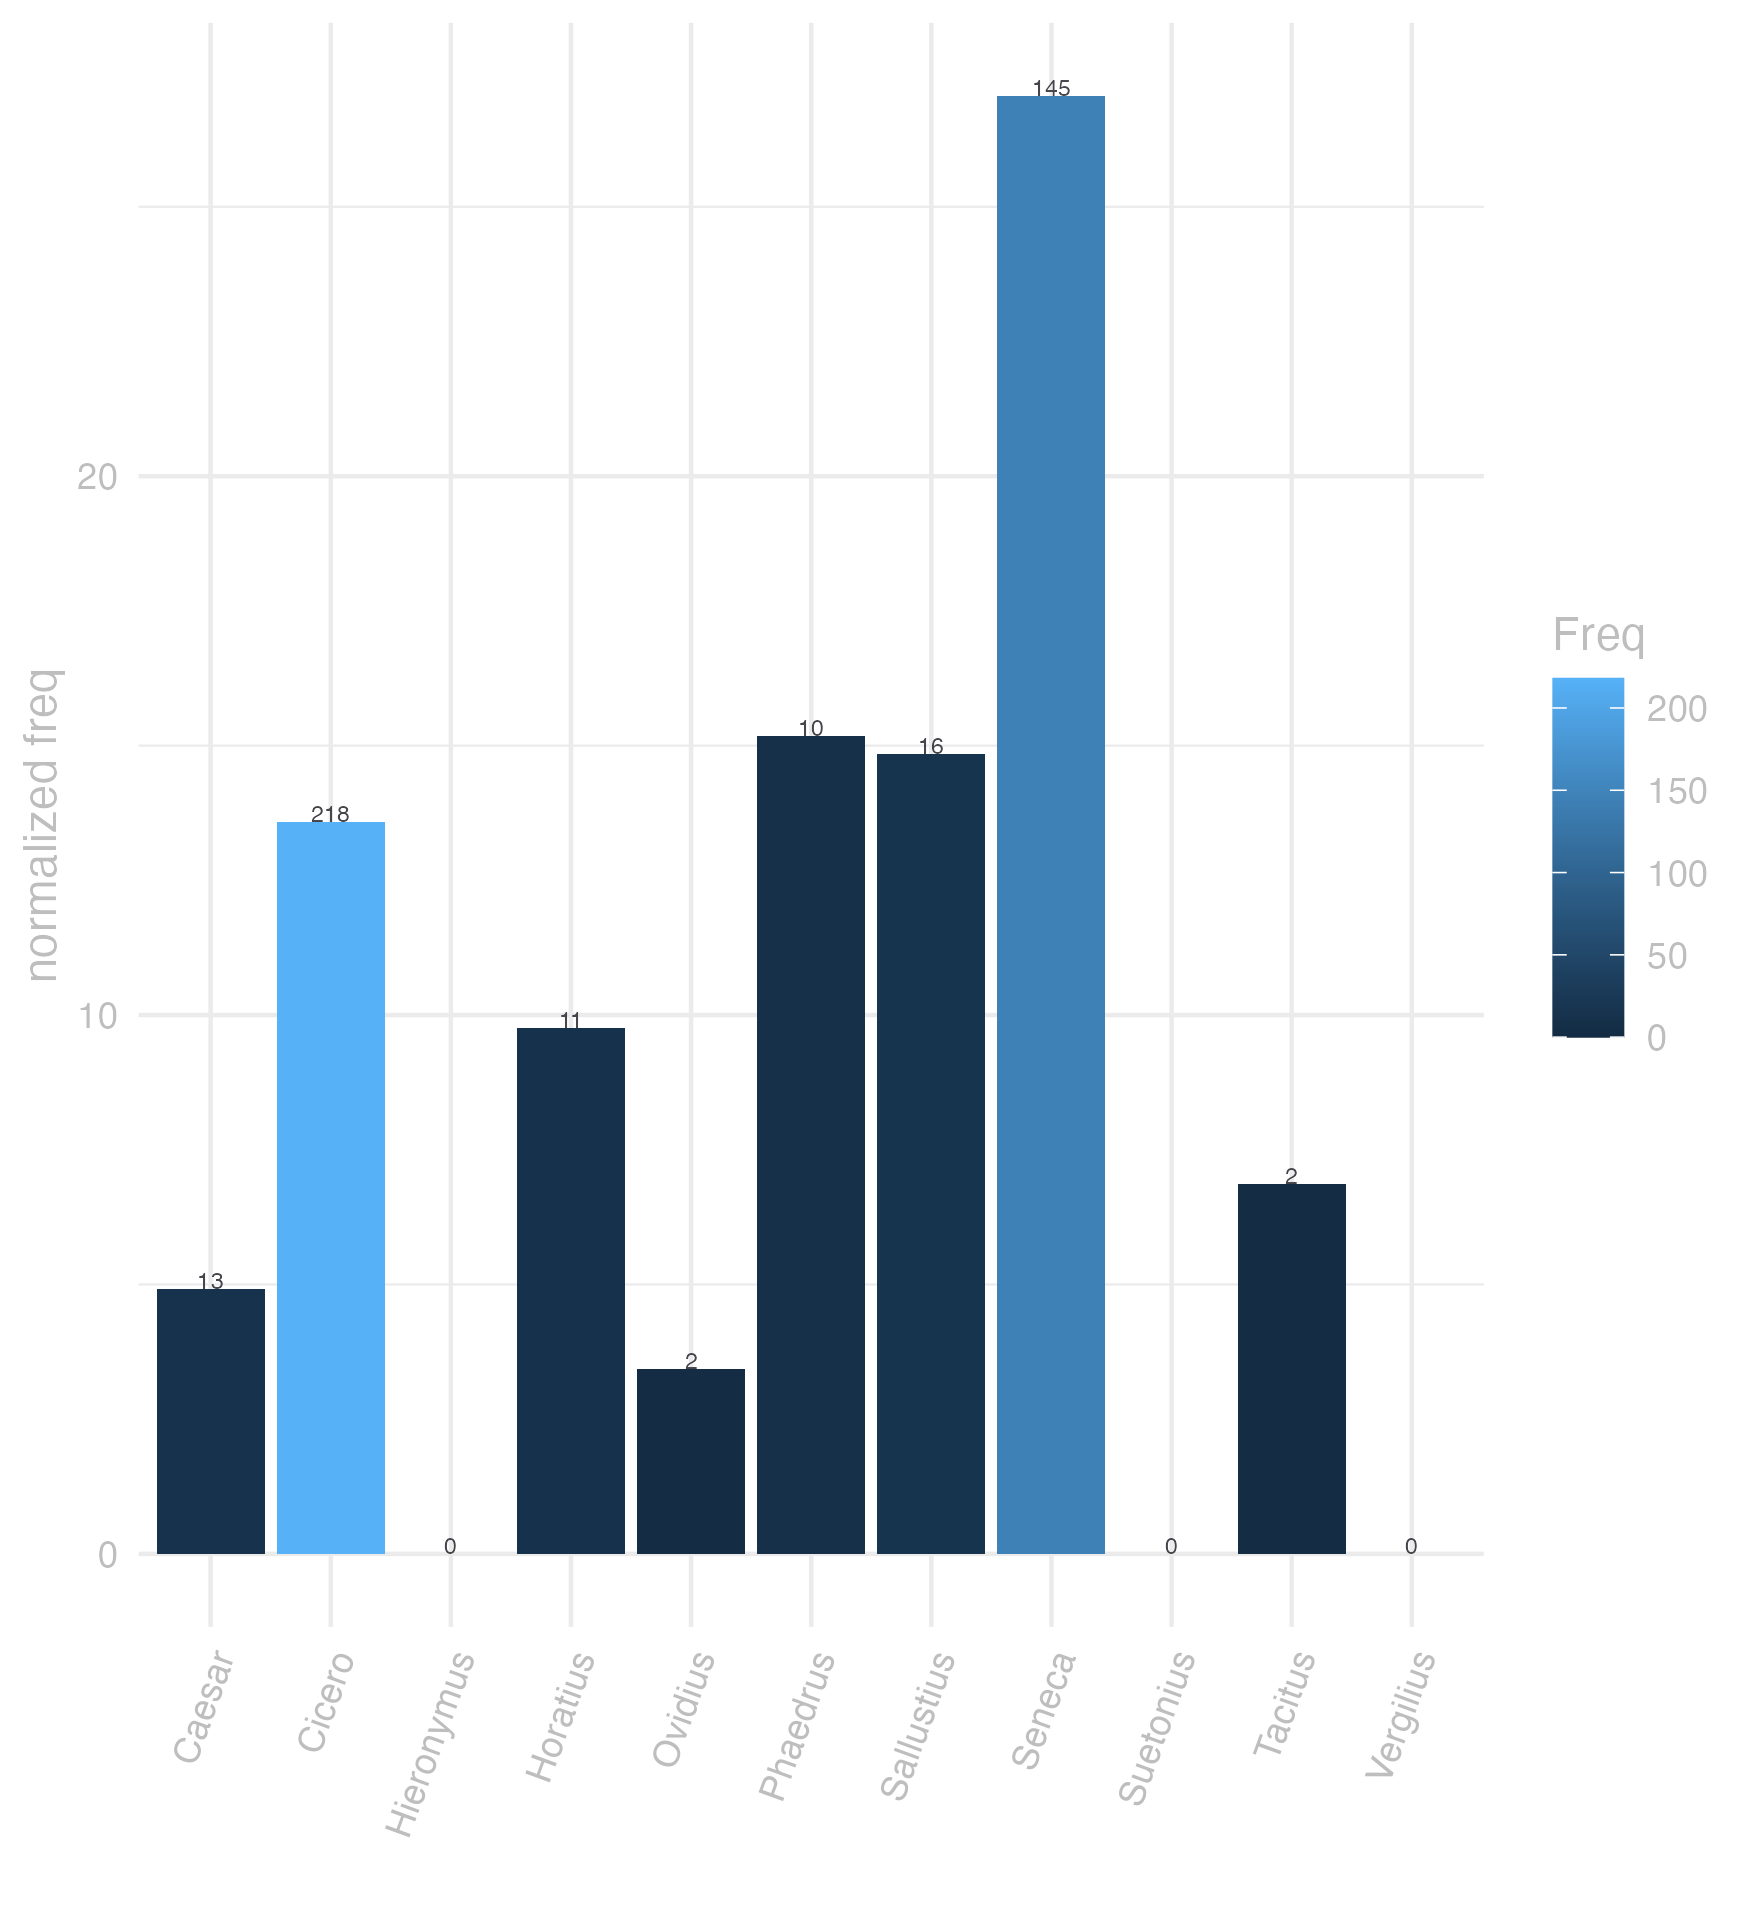 145
20
10
16
218
10
11
2
13
2
0
0
0
0
normalized freq
Caesar
Cicero
Hieronymus
Horatius
Ovidius
Phaedrus
Sallustius
Seneca
Suetonius
Tacitus
Vergilius
Freq
200
150
100
50
0